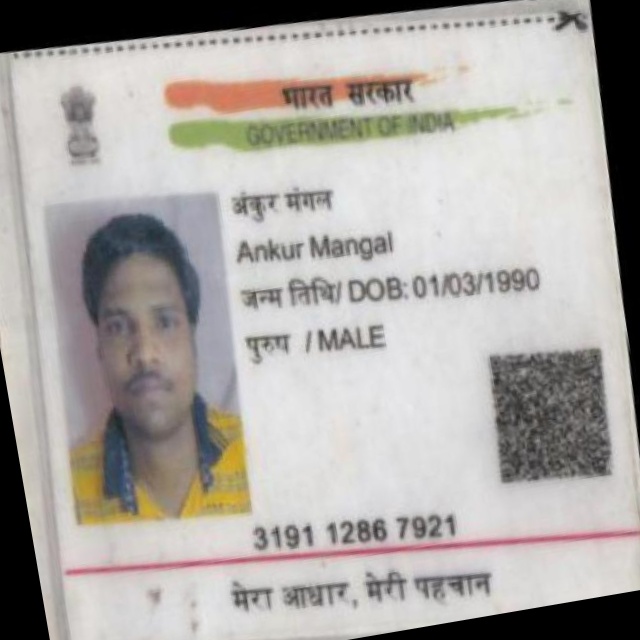 भारत सरकार
GOVERNMENT OF INDIA
अंकुर मंगल
Ankur Mangal
जन्म तिथि/ DOB: 01/03/1990
पुरुष / MALE
3191 1286 7921
मेरा आधार, मेरी पहचान